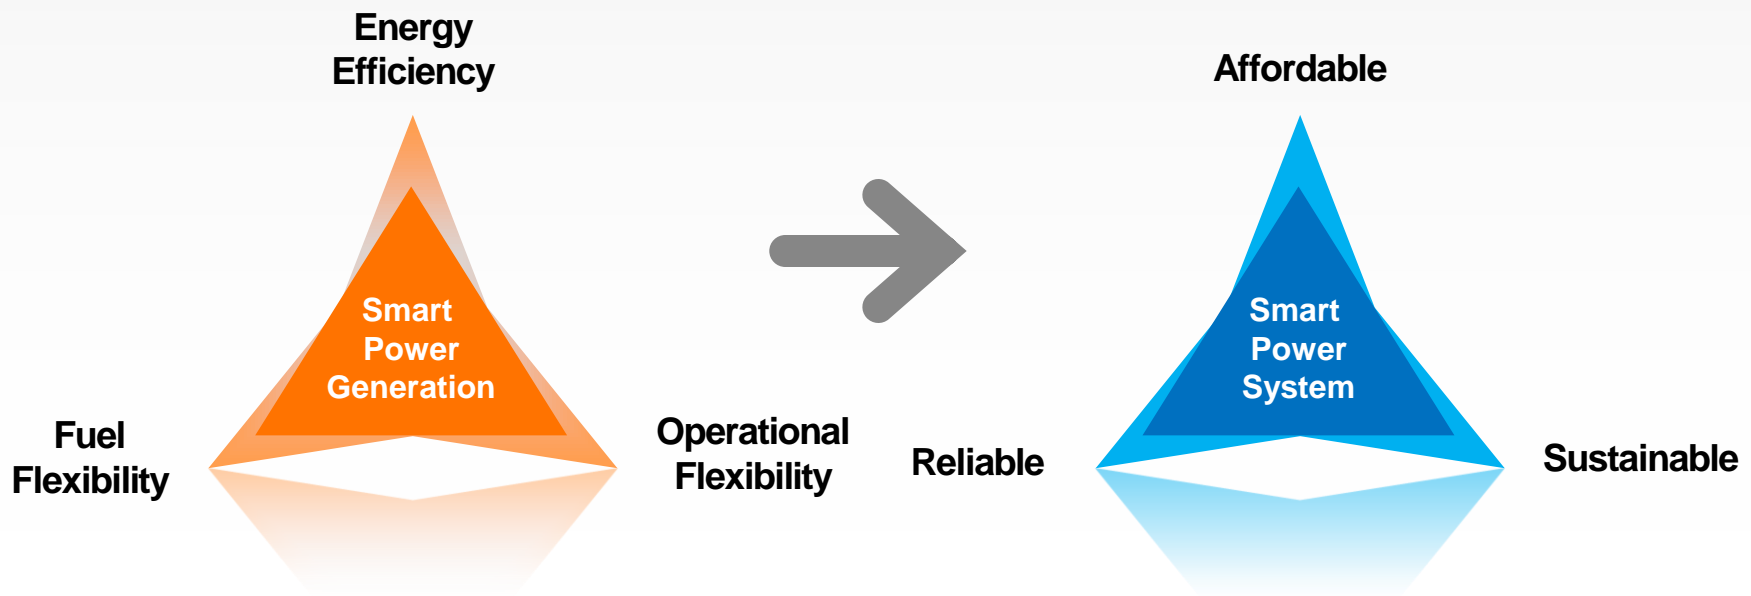 Energy
Efficiency
Smart
Power
Generation
Fuel
Flexibility
Operational
Flexibility
Affordable
Smart
Power
System
Reliable
Sustainable